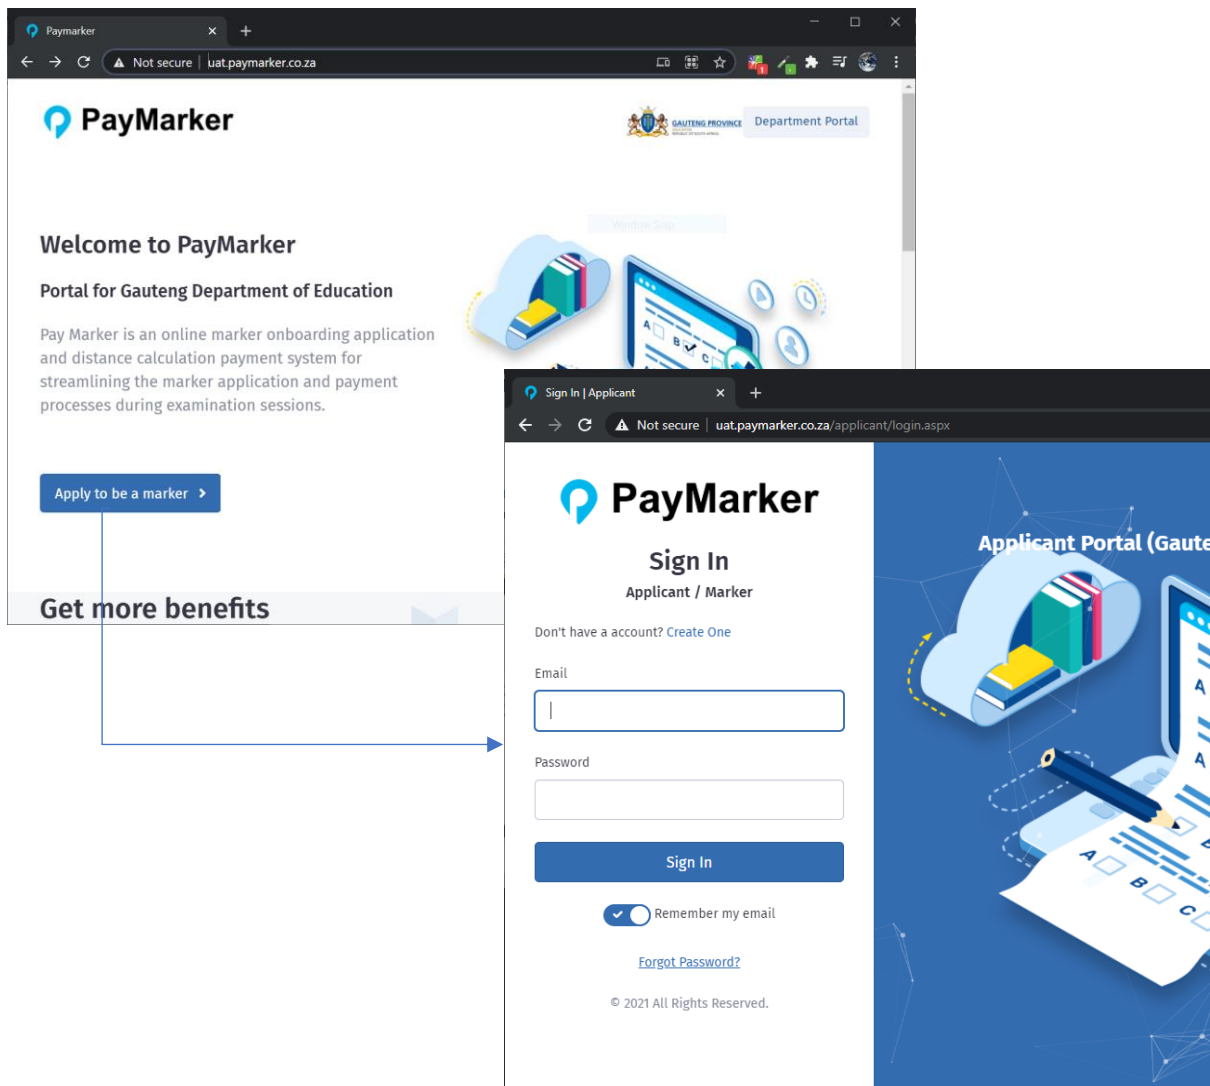 Paymarker
Not secure | uat.paymarker.co.za
1
PayMarker
GAUTENG PROVINCE
Department Portal
Welcome to PayMarker
Portal for Gauteng Department of Education
Pay Marker is an online marker onboarding application
and distance calculation payment system for
streamlining the marker application and payment
processes during examination sessions.
Window Snip
A
B
C
Apply to be a marker
Get more benefits
Sign In | Applicant
Not secure | uat.paymarker.co.za/applicant/login.aspx
PayMarker
Sign In
Applicant / Marker
Don't have a account? Create One
Email
Password
Sign In
Remember my email
Forgot Password?
© 2021 All Rights Reserved.
Applicant Portal (Gaute
A
A
A
B
C